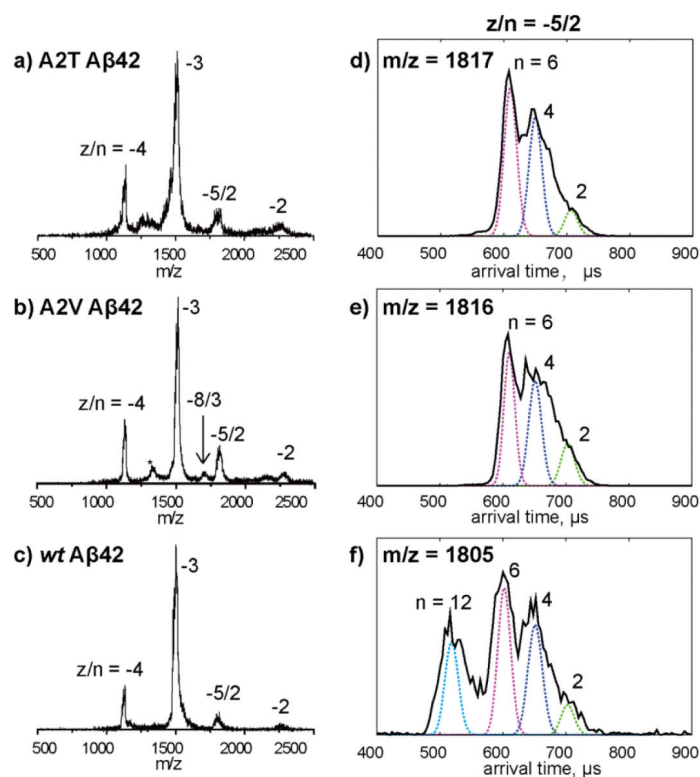 z/n = -5/2
a) A2T Aβ42
-3
z/n = -4
-5/2
-2
500 1000 1500 2000 2500
m/z
d) m/z = 1817
n = 6
4
2
400 500 600 700 800 900
arrival time, µs
b) A2V Aβ42
-3
-8/3
z/n = -4
-5/2
*
-2
500 1000 1500 2000 2500
m/z
e) m/z = 1816
n = 6
4
2
400 500 600 700 800 900
arrival time, µs
c) wt Aβ42
-3
z/n = -4
-5/2
-2
500 1000 1500 2000 2500
m/z
f) m/z = 1805
6
n = 12
4
2
400 500 600 700 800 900
arrival time, µs